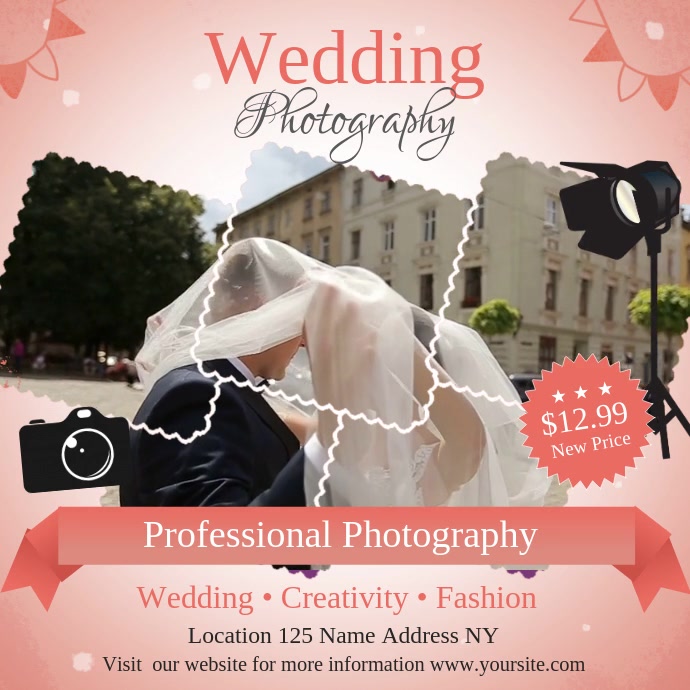 Wedding
Photography
$12.99
New Price
Professional Photography
Wedding • Creativity • Fashion
Location 125 Name Address NY
Visit  our website for more information www.yoursite.com